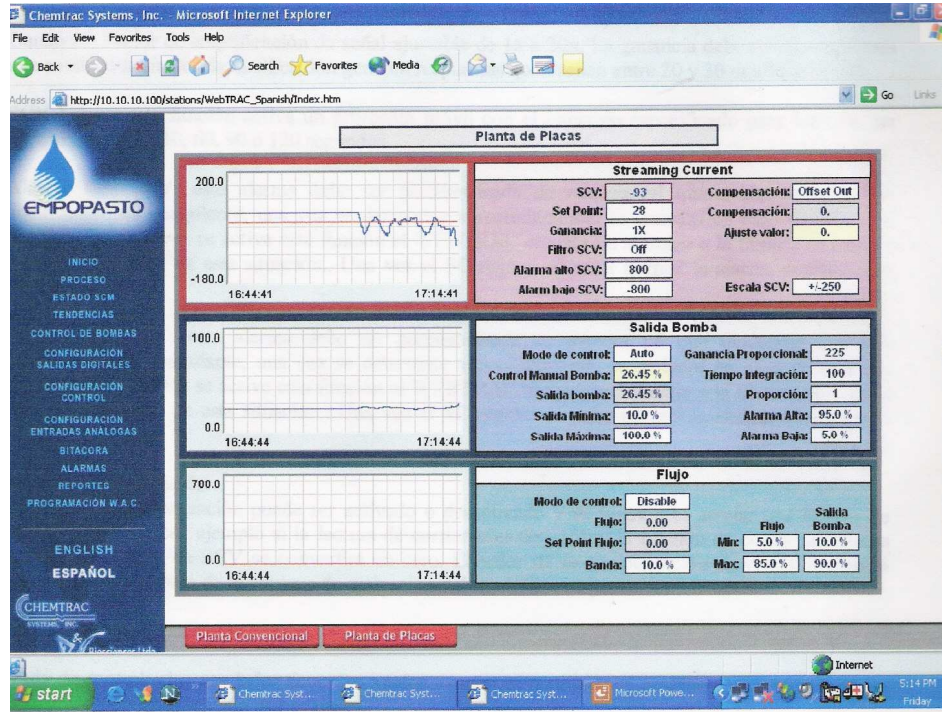 Chemtrac Systems, Inc. - Microsoft Internet Explorer
File Edit View Favorites Tools Help
Back Search Favorites Media
Address http://10.10.10.100/stations/WebTRAC_Spanish/Index.htm Go Links
EMPOPASTO
INICIO
PROCESO
ESTADO SCM
TENDENCIAS
CONTROL DE BOMBAS
CONFIGURACIÓN
SALIDAS DIGITALES
CONFIGURACIÓN
CONTROL
CONFIGURACIÓN
ENTRADAS ANÁLOGAS
BITACORA
ALARMAS
REPORTES
PROGRAMACIÓN W.A.C.
ENGLISH
ESPAÑOL
CHEMTRAC
SYSTEMS, INC.
Planta de Placas
200.0
-180.0
16:44:41 17:14:41
Streaming Current
SCV: -93 Compensación: Offset Out
Set Point: 28 Compensación: 0.
Ganancia: 1X Ajuste valor: 0.
Filtro SCV: Off
Alarma alto SCV: 800
Alarm bajo SCV: -800 Escala SCV: +/-250
100.0
0.0
16:44:44 17:14:44
Salida Bomba
Modo de control: Auto Ganancia Proporcional: 225
Control Manual Bomba: 26.45 % Tiempo Integración: 100
Salida bomba: 26.45 % Proporción: 1
Salida Mínima: 10.0 % Alarma Alta: 95.0 %
Salida Máxima: 100.0 % Alarma Baja: 5.0 %
700.0
0.0
16:44:44 17:14:44
Flujo
Modo de control: Disable
Flujo: 0.00 Flujo Salida Bomba
Set Point Flujo: 0.00 Min: 5.0 % 10.0 %
Banda: 10.0 % Max: 85.0 % 90.0 %
Planta Convencional Planta de Placas
Internet
start Chemtrac Syst... Chemtrac Syst... Chemtrac Syst... Microsoft Powe... 5:14 PM
Friday